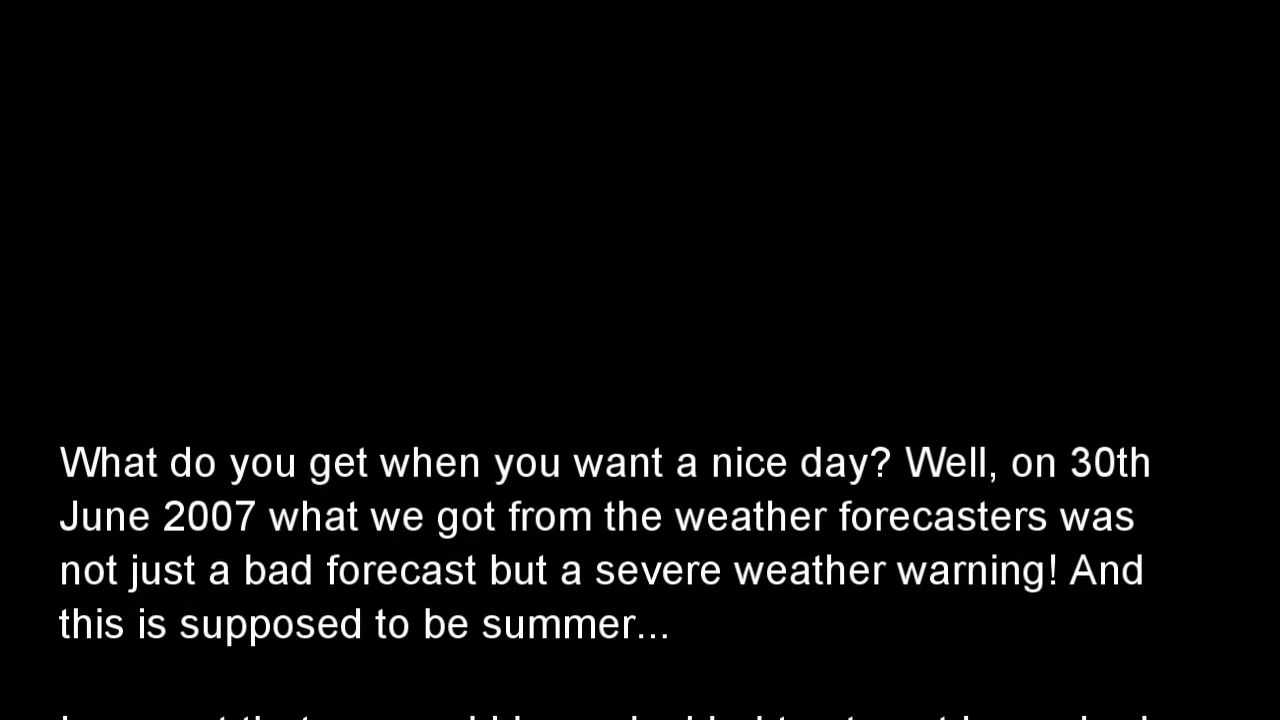 What do you get when you want a nice day? Well, on 30th
June 2007 what we got from the weather forecasters was
not just a bad forecast but a severe weather warning! And
this is supposed to be summer...